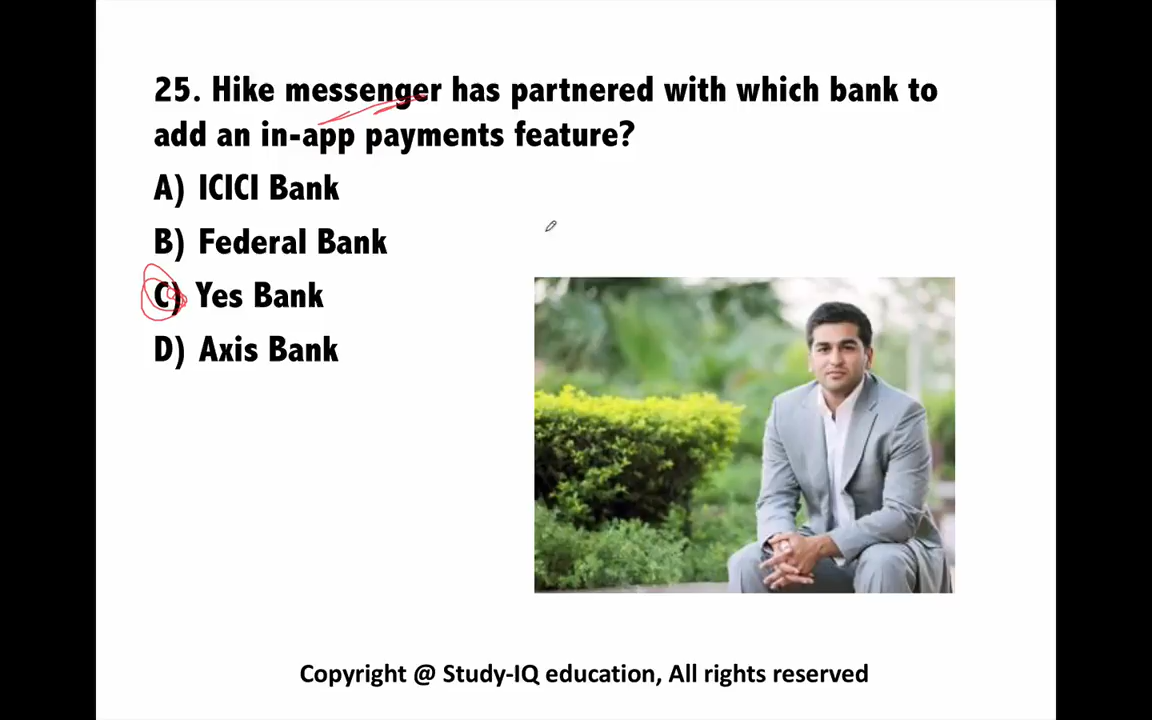 25. Hike messenger has partnered with which bank to
add an in-app payments feature?
A) ICICI Bank
B) Federal Bank
C) Yes Bank
D) Axis Bank
Copyright @ Study-IQ education, All rights reserved